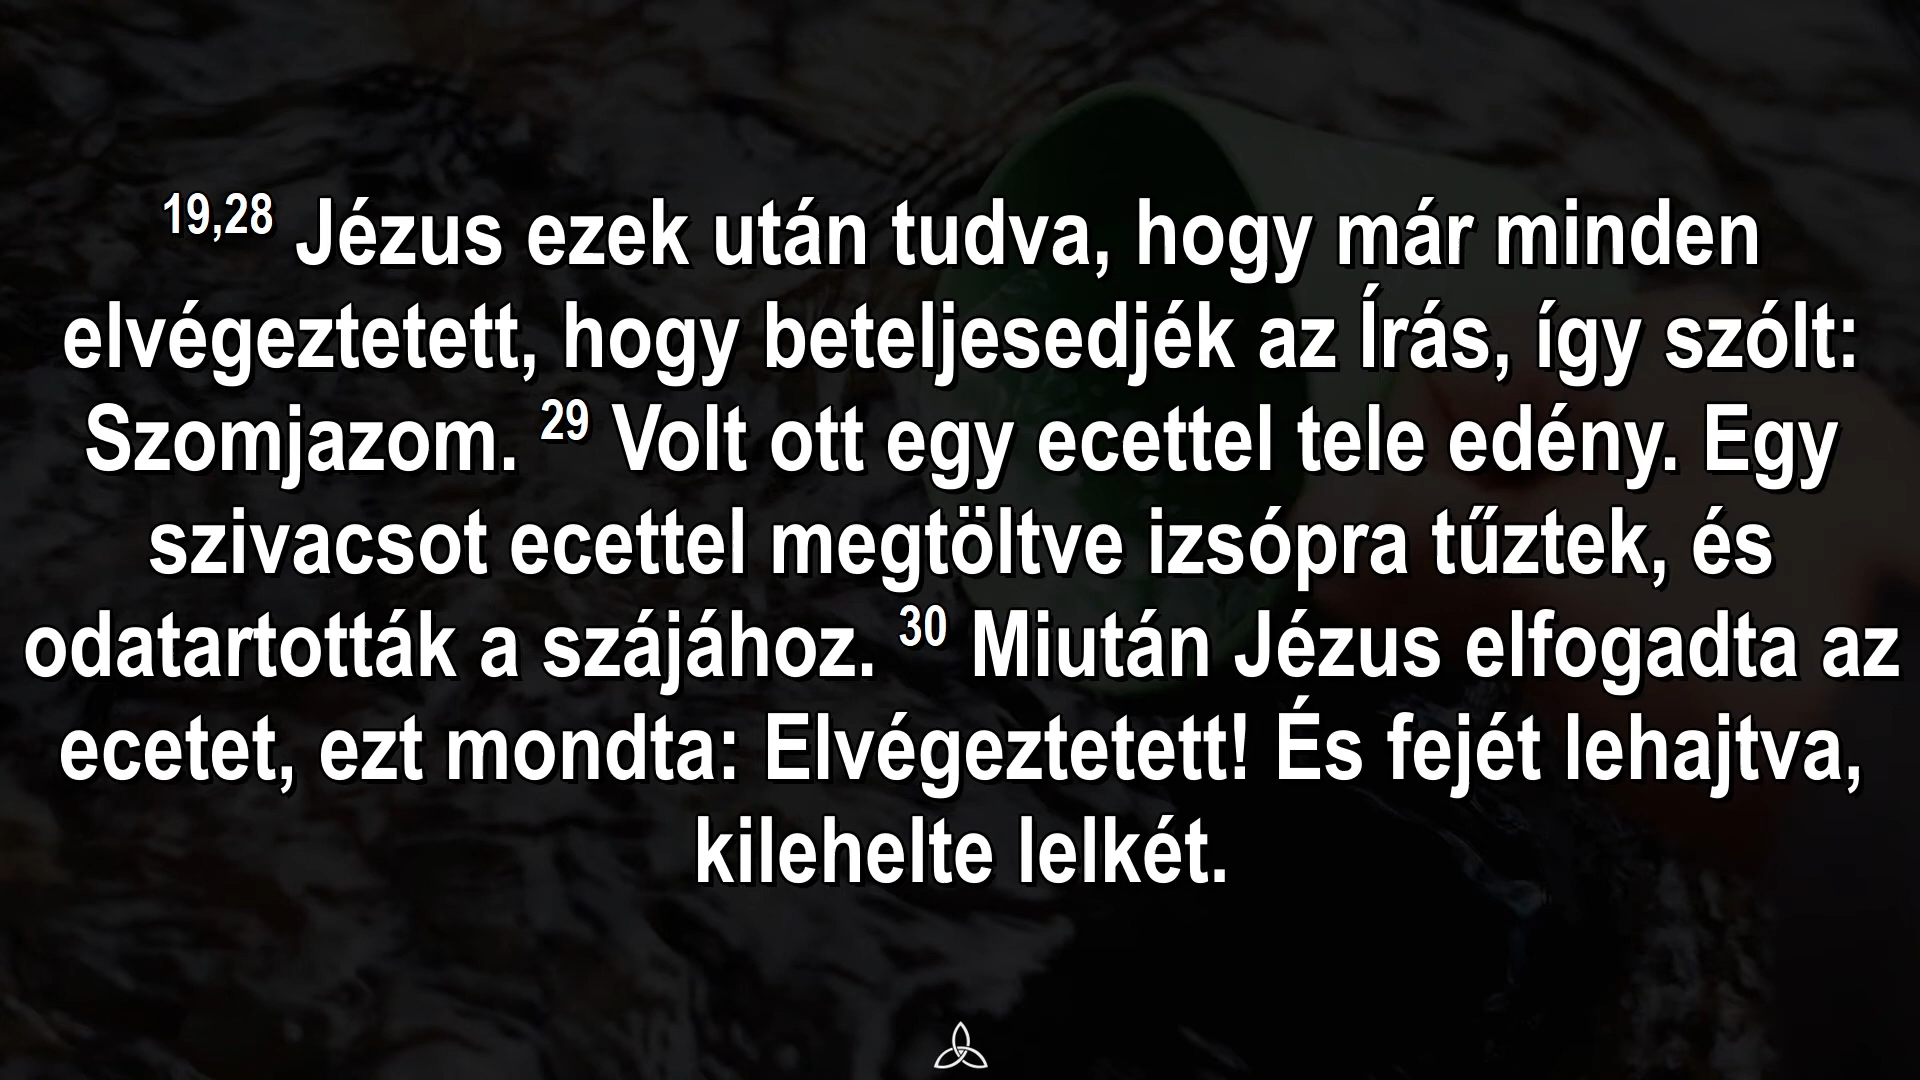 19,28 Jézus ezek után tudva, hogy már minden
elvégeztetett, hogy beteljesedjék az Írás, így szólt:
Szomjazom. 29 Volt ott egy ecettel tele edény. Egy
szivacsot ecettel megtöltve izsópra tűztek, és
odatartották a szájához. 30 Miután Jézus elfogadta az
ecetet, ezt mondta: Elvégeztetett! És fejét lehajtva,
kilehelte lelkét.